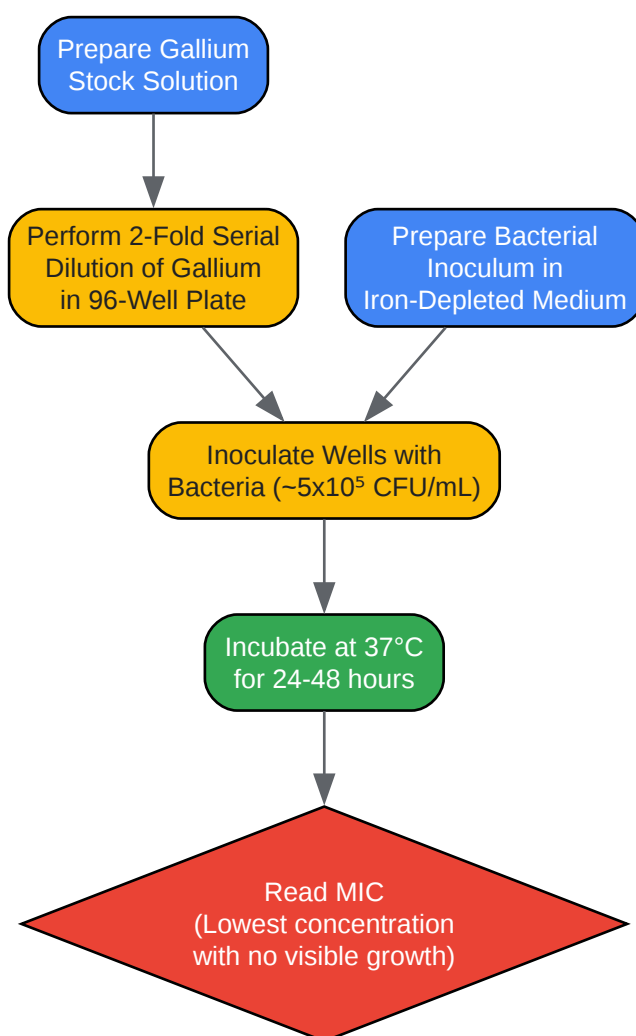 Prepare Gallium
Stock Solution
Perform 2-Fold Serial
Dilution of Gallium
in 96-Well Plate
Prepare Bacterial
Inoculum in
Iron-Depleted Medium
Inoculate Wells with
Bacteria (~5x10⁵ CFU/mL)
Incubate at 37°C
for 24-48 hours
Read MIC
(Lowest concentration
with no visible growth)